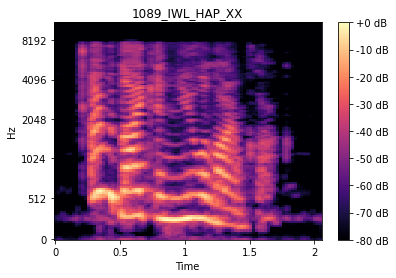 1089_IWL_HAP_XX
8192
4096
2048
1024
512
0
Hz
0
0.5
1
1.5
2
Time
+0 dB
-10 dB
-20 dB
-30 dB
-40 dB
-50 dB
-60 dB
-70 dB
-80 dB